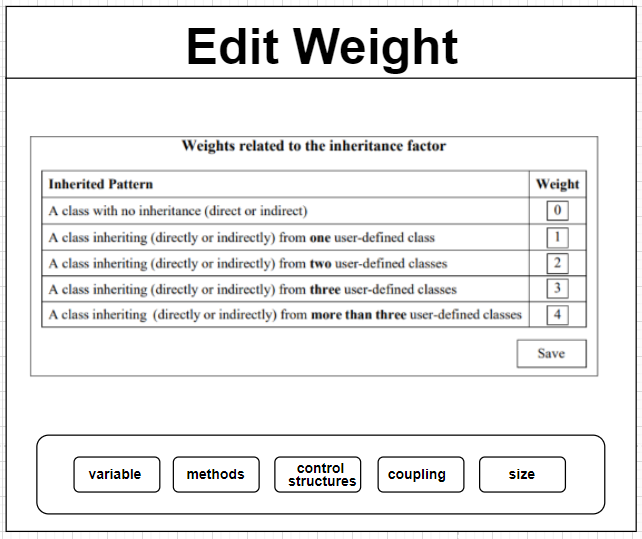 Edit Weight
Weights related to the inheritance factor
Inherited Pattern Weight
A class with no inheritance (direct or indirect) 0
A class inheriting (directly or indirectly) from one user-defined class 1
A class inheriting (directly or indirectly) from two user-defined classes 2
A class inheriting (directly or indirectly) from three user-defined classes 3
A class inheriting (directly or indirectly) from more than three user-defined classes 4
Save
variable methods control structures coupling size